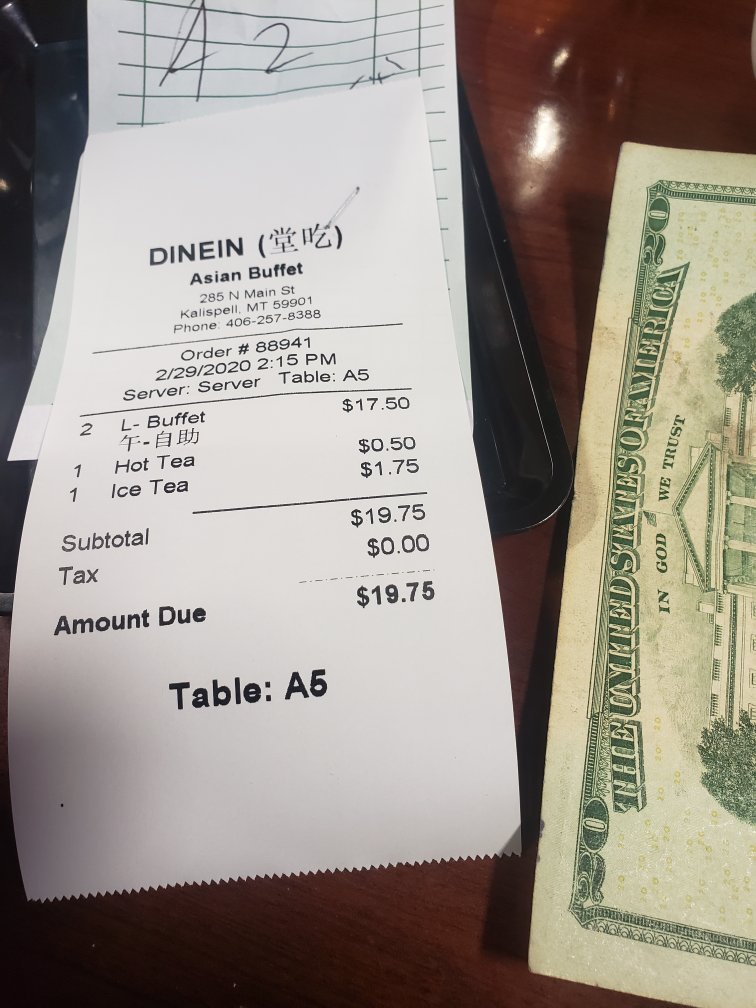 A 2
DINEIN (堂吃)
Asian Buffet
285 N Main St
Kalispell, MT 59901
Phone: 406-257-8388
Order # 88941
2/29/2020 2:15 PM
Server: Server Table: A5
2 L- Buffet $17.50
午-自助
1 Hot Tea $0.50
1 Ice Tea $1.75
Subtotal $19.75
Tax $0.00
Amount Due $19.75
Table: A5
20
THE UNITED STATES OF AMERICA
IN GOD WE TRUST
20